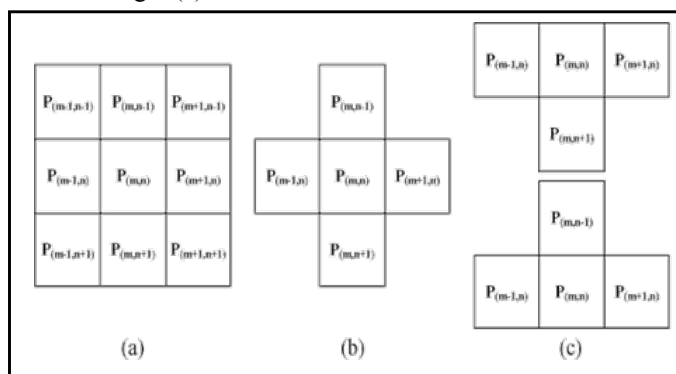 P(m-1,n-1) P(m,n-1) P(m+1,n-1)
P(m-1,n) P(m,n) P(m+1,n)
P(m-1,n+1) P(m,n+1) P(m+1,n+1)
(a)
P(m,n-1)
P(m-1,n) P(m,n) P(m+1,n)
P(m,n+1)
(b)
P(m-1,n) P(m,n) P(m+1,n)
P(m,n+1)
P(m,n-1)
P(m-1,n) P(m,n) P(m+1,n)
(c)